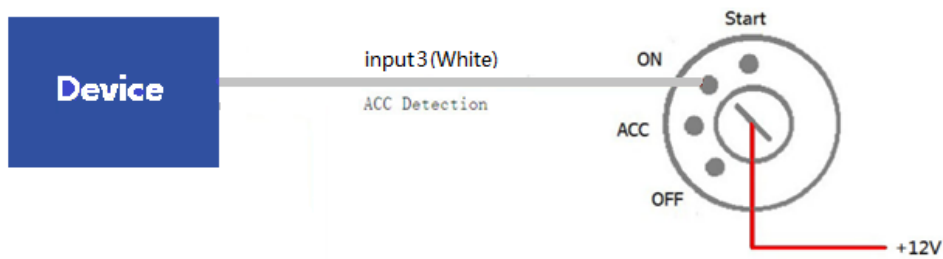 Start
input3(White)
ON
Device
ACC Detection
ACC
OFF
+12V